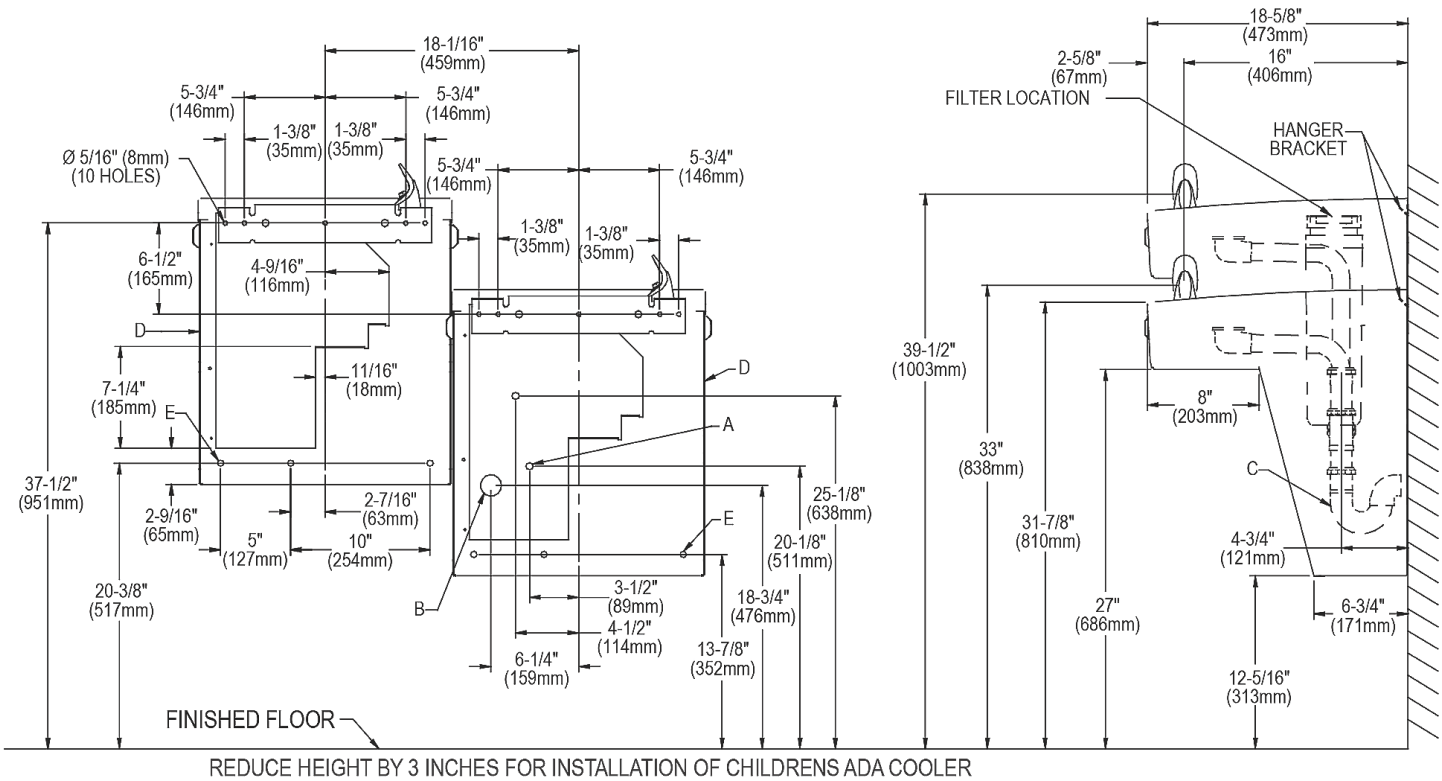 18-1/16"
(459mm)
5-3/4"
(146mm)
5-3/4"
(146mm)
1-3/8"
(35mm)
1-3/8"
(35mm)
Ø 5/16" (8mm)
(10 HOLES)
5-3/4"
(146mm)
5-3/4"
(146mm)
1-3/8"
(35mm)
1-3/8"
(35mm)
6-1/2"
(165mm)
4-9/16"
(116mm)
D
11/16"
(18mm)
7-1/4"
(185mm)
E
D
A
37-1/2"
(951mm)
2-9/16"
(65mm)
2-7/16"
(63mm)
5"
(127mm)
10"
(254mm)
20-3/8"
(517mm)
25-1/8"
(638mm)
20-1/8"
(511mm)
E
B
3-1/2"
(89mm)
18-3/4"
(476mm)
4-1/2"
(114mm)
6-1/4"
(159mm)
13-7/8"
(352mm)
18-5/8"
(473mm)
2-5/8"
(67mm)
16"
(406mm)
FILTER LOCATION
HANGER
BRACKET
39-1/2"
(1003mm)
8"
(203mm)
33"
(838mm)
C
31-7/8"
(810mm)
4-3/4"
(121mm)
27"
(686mm)
6-3/4"
(171mm)
12-5/16"
(313mm)
FINISHED FLOOR
REDUCE HEIGHT BY 3 INCHES FOR INSTALLATION OF CHILDRENS ADA COOLER